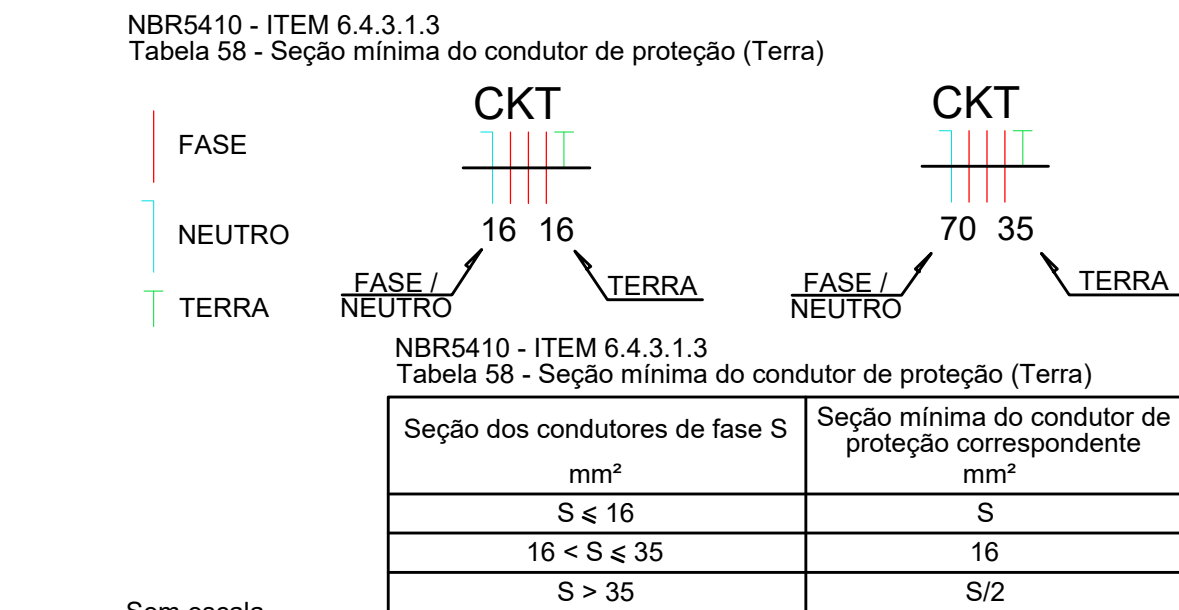 NBR5410 - ITEM 6.4.3.1.3
Tabela 58 - Seção mínima do condutor de proteção (Terra)
CKT
CKT
FASE
NEUTRO
TERRA
16 16
70 35
FASE /
NEUTRO
TERRA
FASE /
NEUTRO
TERRA
NBR5410 - ITEM 6.4.3.1.3
Tabela 58 - Seção mínima do condutor de proteção (Terra)
Seção dos condutores de fase S
mm²
Seção mínima do condutor de
proteção correspondente
mm²
S ⩽ 16
S
16 < S ⩽ 35
16
S > 35
S/2
Sem escala